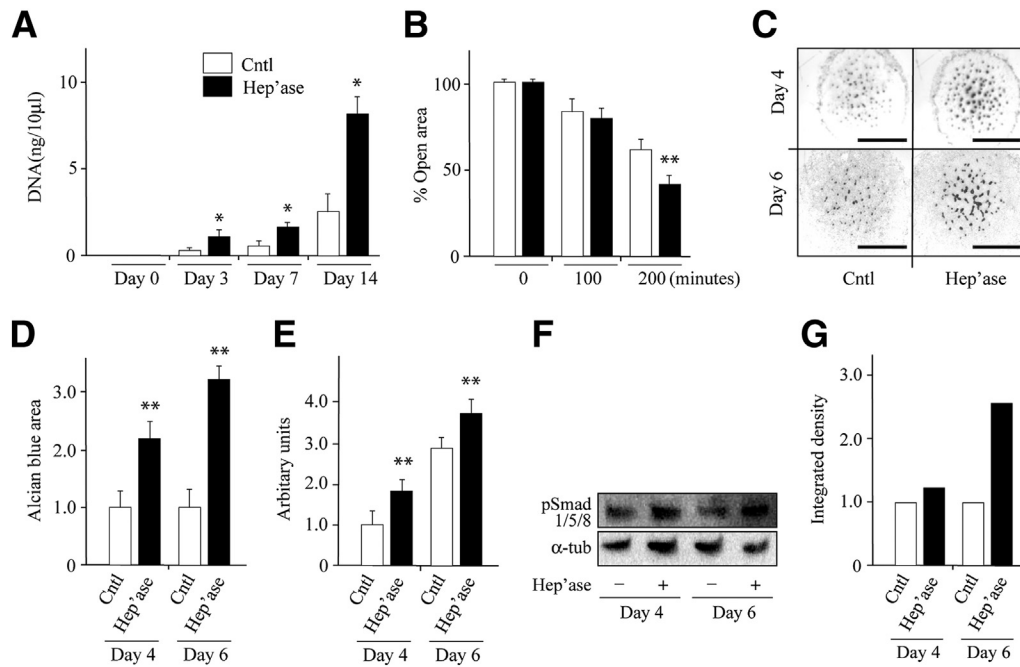 A
DNA(ng/10μl)
10
5
0
Cntl
Hep'ase
*
*
*
Day 0
Day 3
Day 7
Day 14
B
% Open area
100
50
0
**
0
100
200 (minutes)
C
Day 4
Day 6
Cntl
Hep'ase
D
Alcian blue area
3.0
2.0
1.0
0
**
**
Cntl
Hep'ase
Cntl
Hep'ase
Day 4
Day 6
E
Arbitary units
4.0
3.0
2.0
1.0
0
**
**
Cntl
Hep'ase
Cntl
Hep'ase
Day 4
Day 6
F
pSmad
1/5/8
α-tub
Hep'ase
– + – +
Day 4
Day 6
G
Integrated density
3.0
2.0
1.0
0
Cntl
Hep'ase
Cntl
Hep'ase
Day 4
Day 6